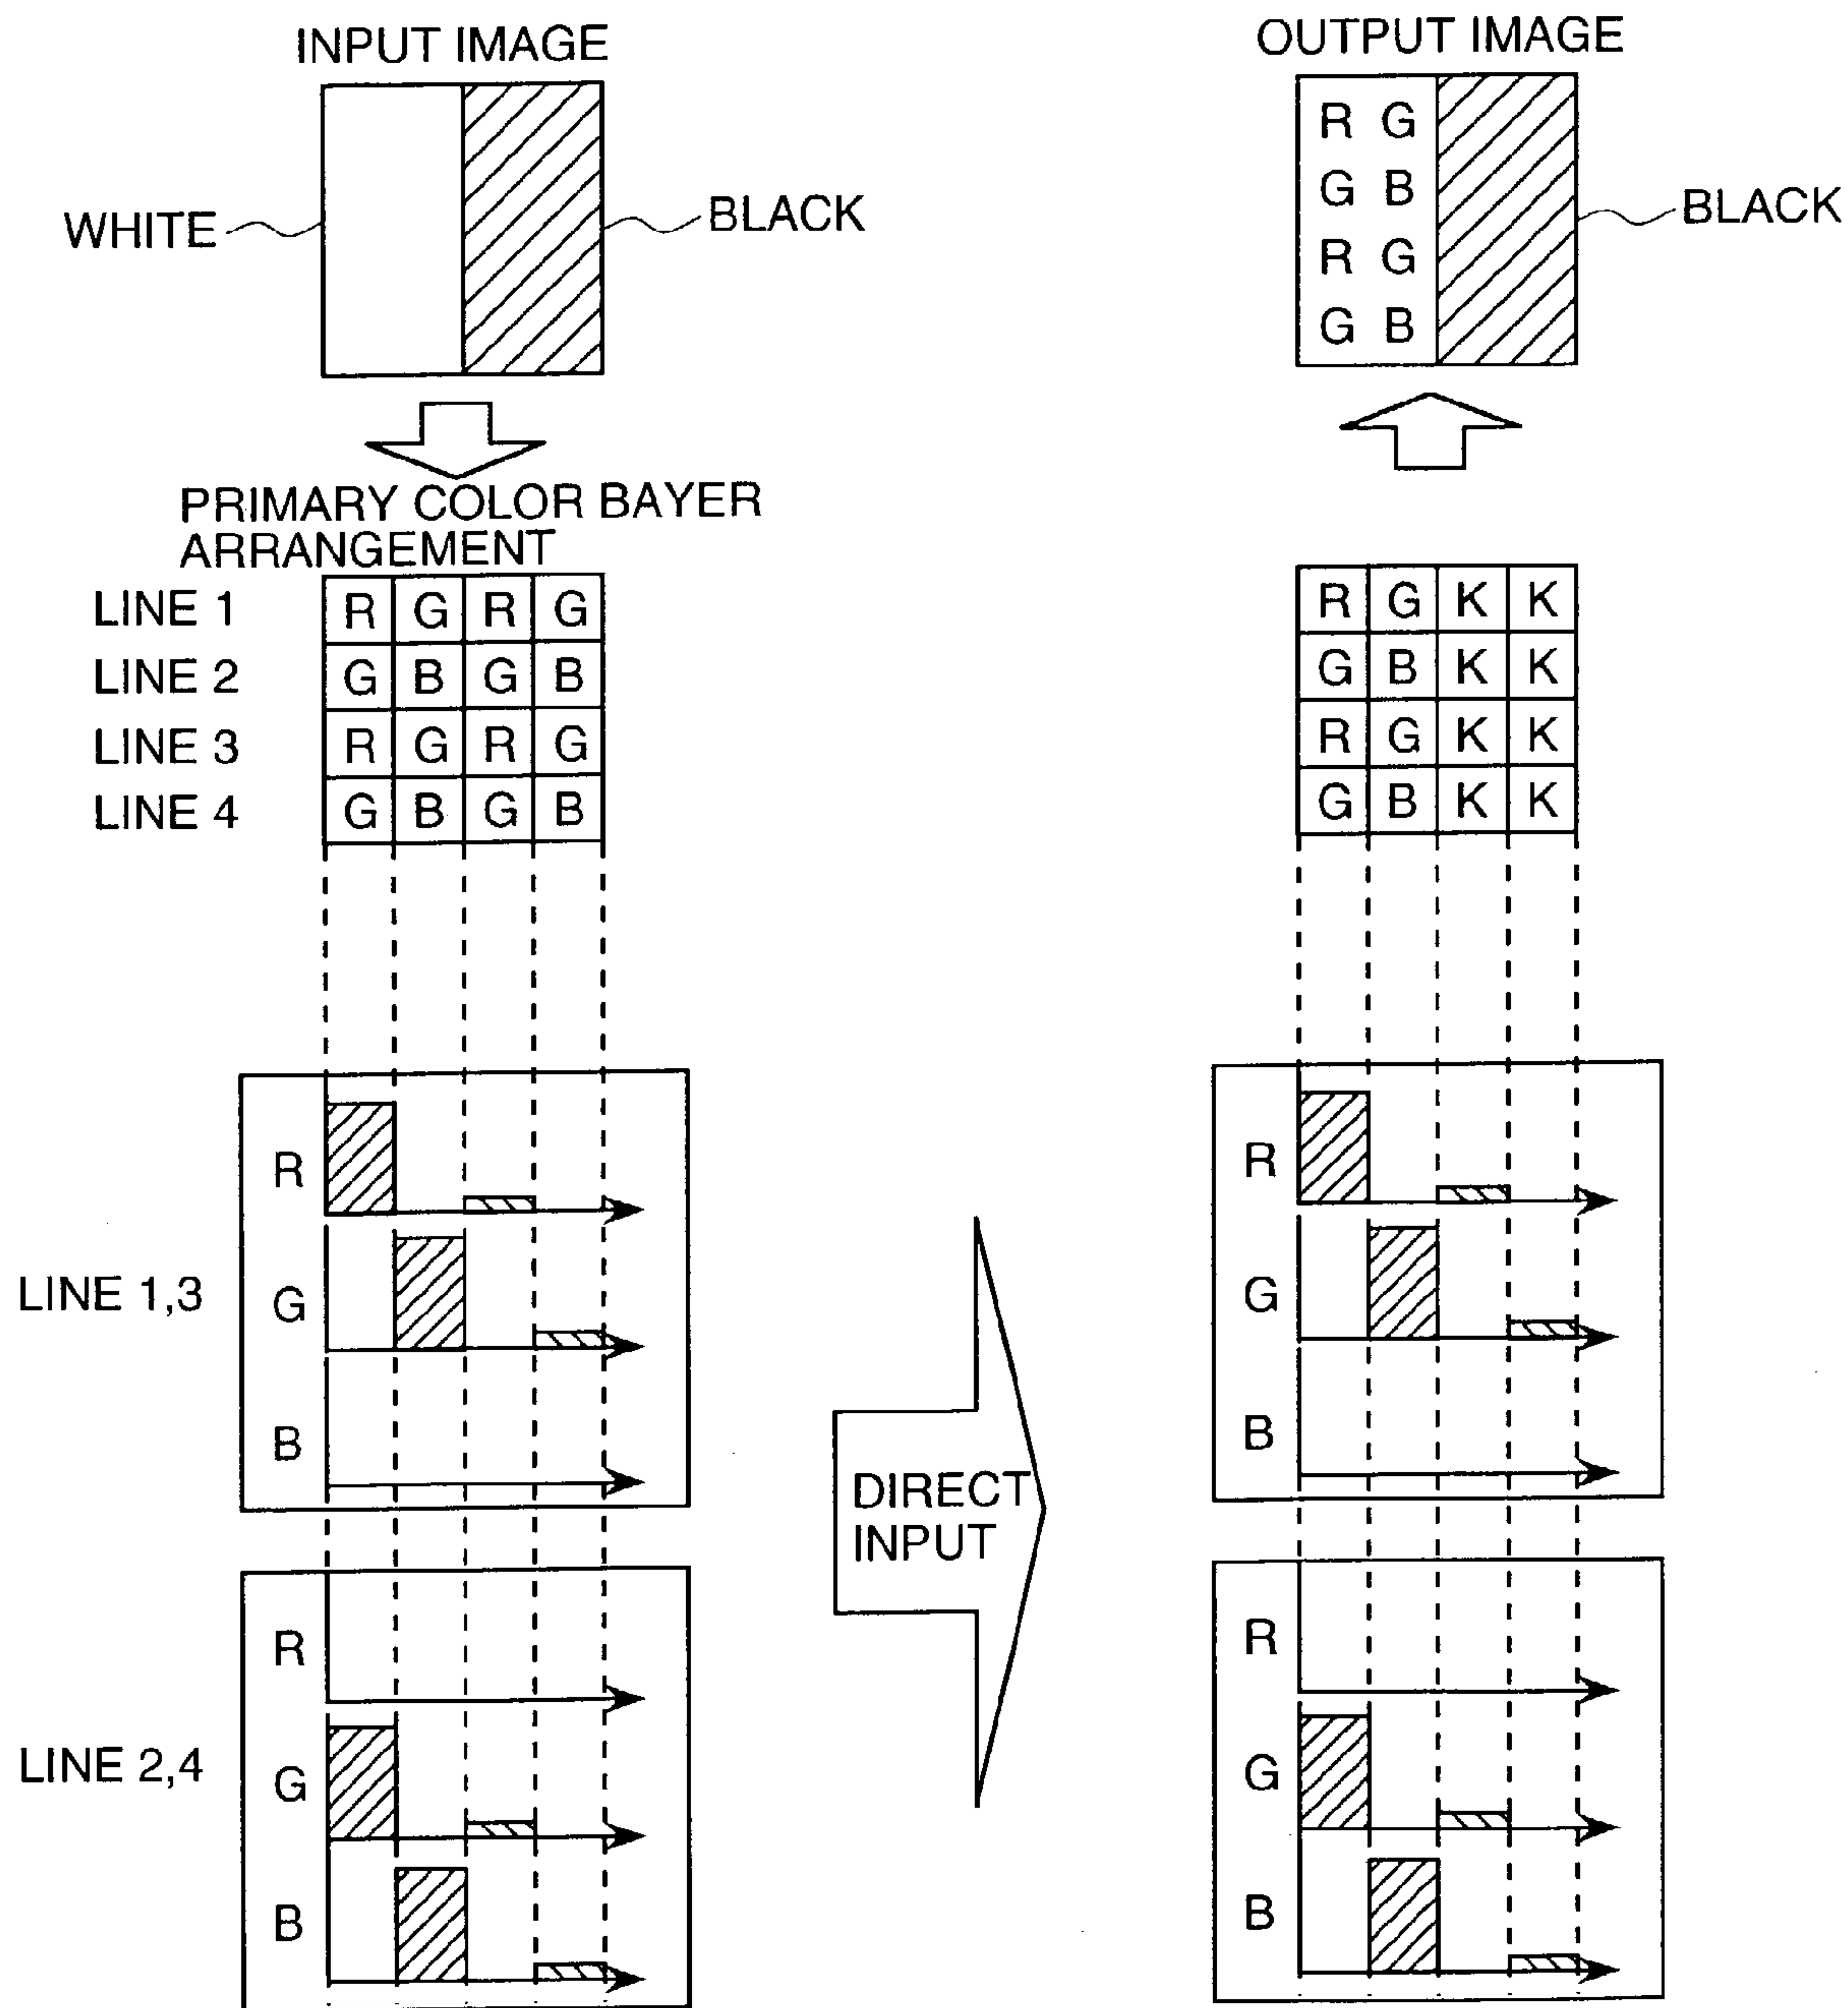 INPUT IMAGE
WHITE
BLACK
PRIMARY COLOR BAYER
ARRANGEMENT
LINE 1 R G R G
LINE 2 G B G B
LINE 3 R G R G
LINE 4 G B G B
LINE 1,3
R
G
B
LINE 2,4
R
G
B
DIRECT
INPUT
OUTPUT IMAGE
R G
G B
R G
G B
BLACK
R G K K
G B K K
R G K K
G B K K
R
G
B
R
G
B